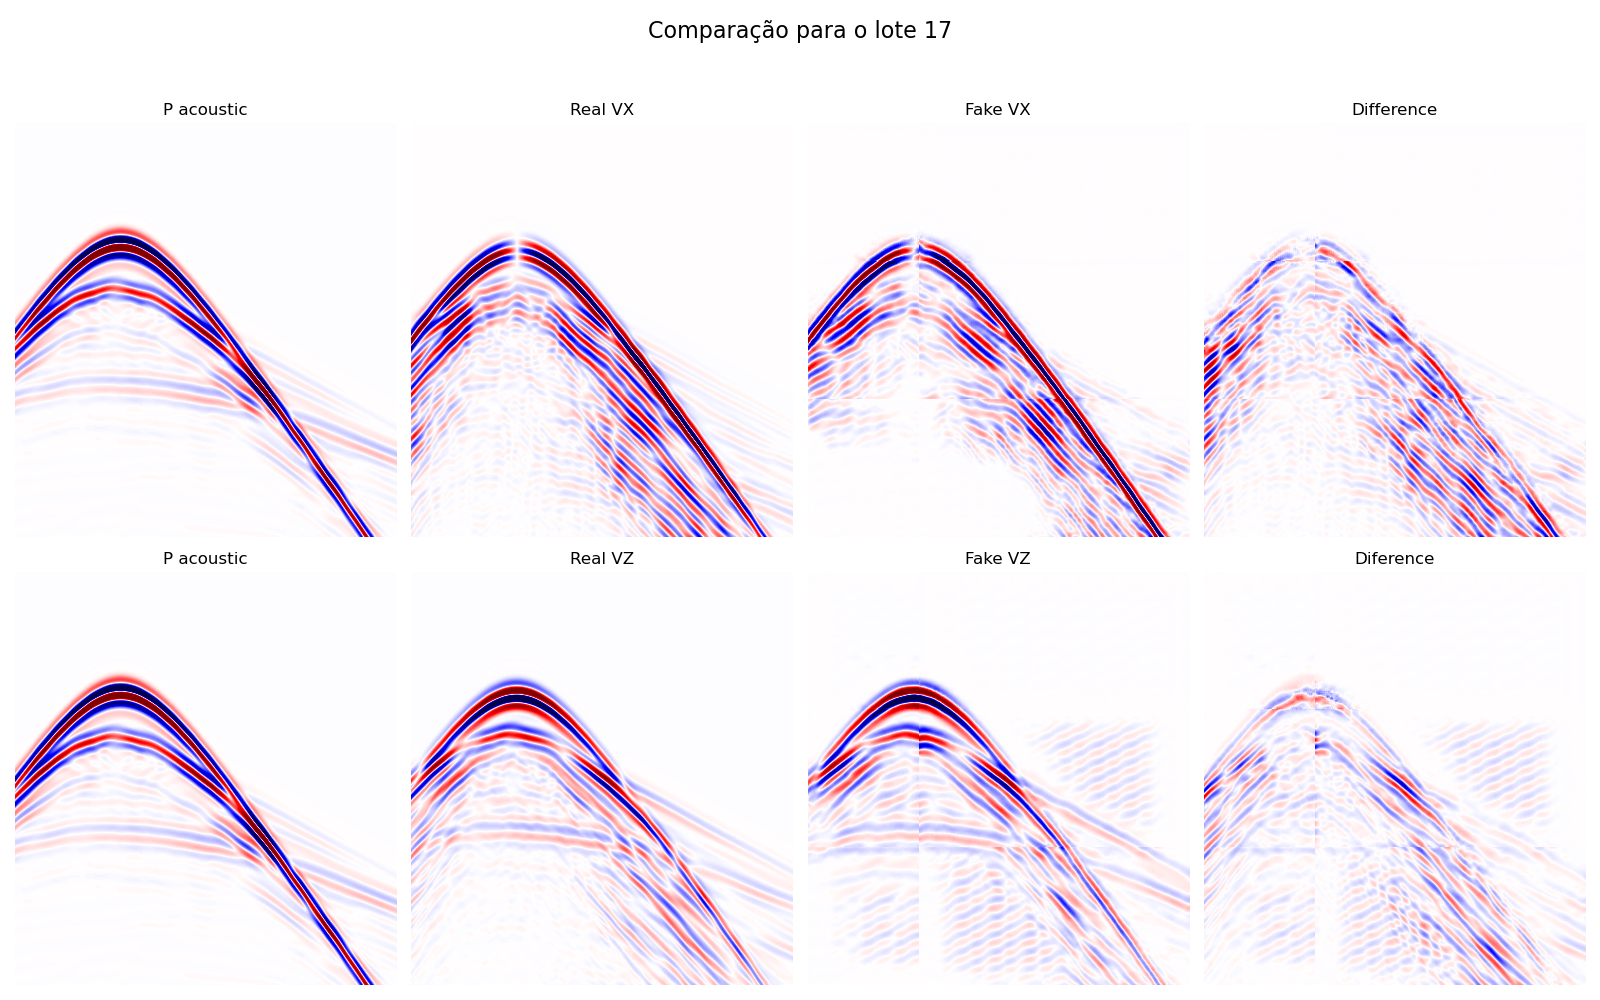 Comparação para o lote 17
P acoustic
Real VX
Fake VX
Difference
P acoustic
Real VZ
Fake VZ
Diference